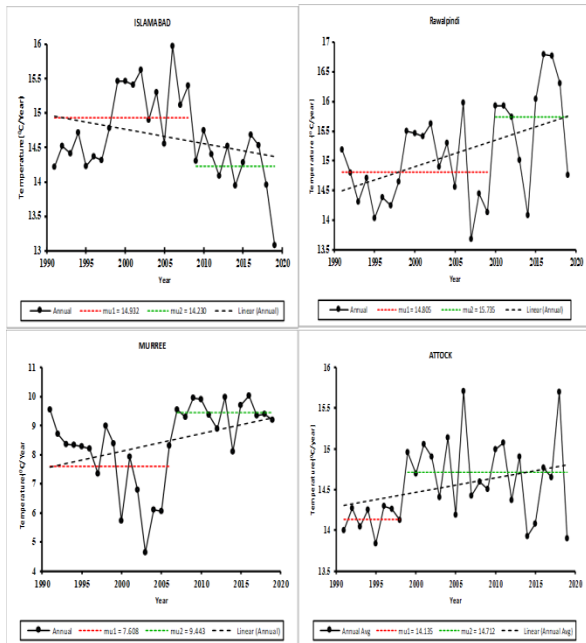 ISLAMABAD
Temperature (°C/year)
16
15.5
15
14.5
14
13.5
13
1990 1995 2000 2005 2010 2015 2020
Year
Annual mu1 = 14.932 mu2 = 14.230 Linear (Annual)
Rawalpindi
Temperature (°C/year)
17
16.5
16
15.5
15
14.5
14
13.5
1990 1995 2000 2005 2010 2015 2020
Year
Annual mu1 = 14.805 mu2 = 15.735 Linear (Annual)
MURREE
Temperature(°C/Year
11
10
9
8
7
6
5
4
1990 1995 2000 2005 2010 2015 2020
Year
Annual mu1 = 7.608 mu2 = 9.443 Linear (Annual)
ATTOCK
Temperature (°C/year)
16
15.5
15
14.5
14
13.5
1990 1995 2000 2005 2010 2015 2020
Year
Annual Avg mu1 = 14.135 mu2 = 14.712 Linear (Annual Avg)